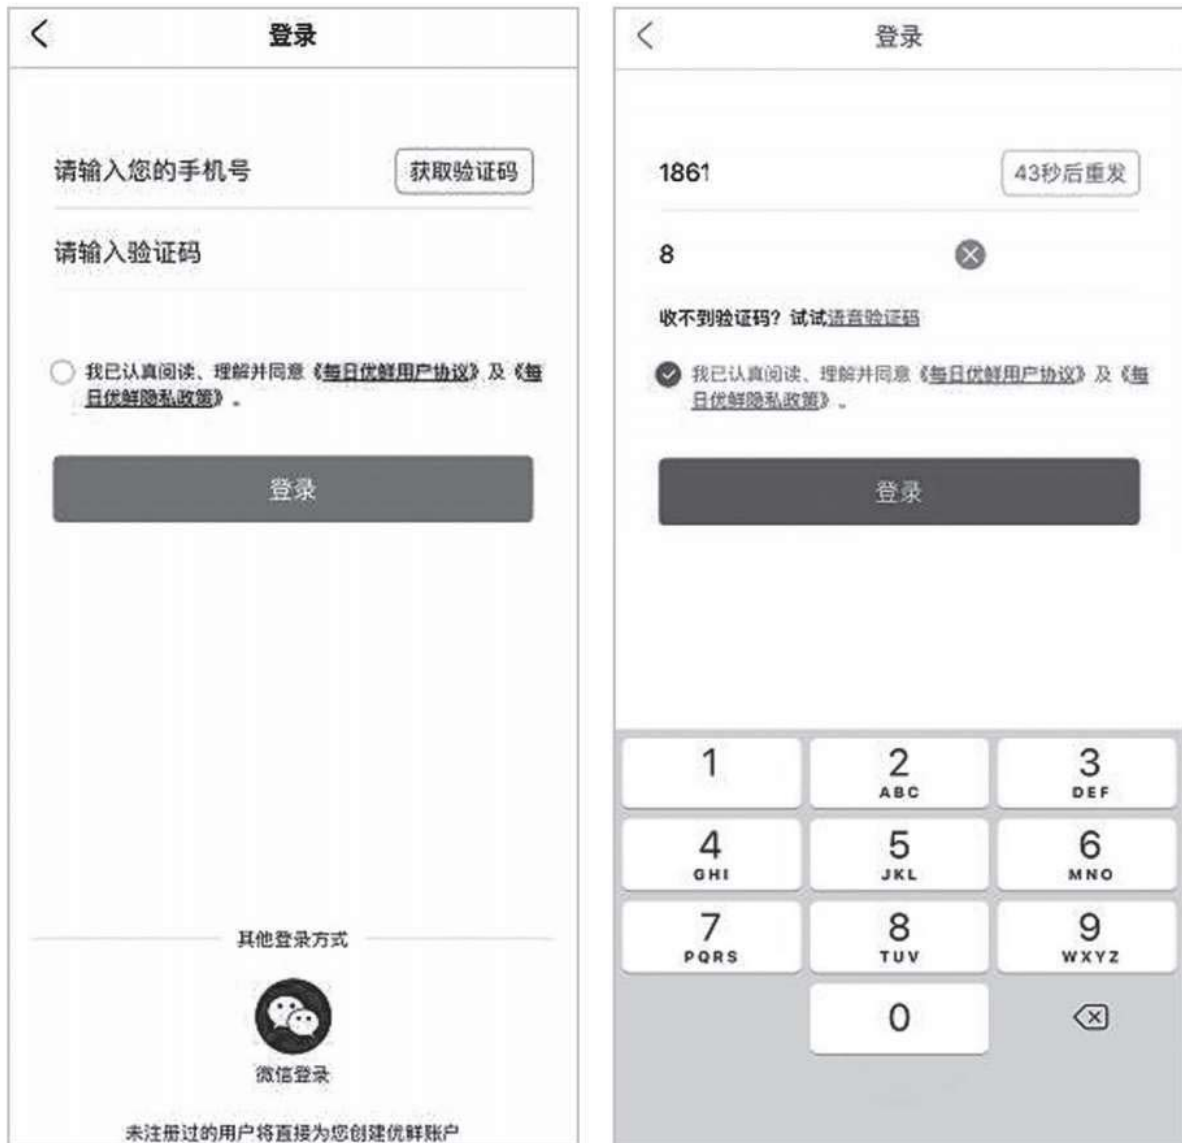 登录
请输入您的手机号 获取验证码
请输入验证码
我已认真阅读、理解并同意《每日优鲜用户协议》及《每
日优鲜隐私政策》。
登录
其他登录方式
微信登录
未注册过的用户将直接为您创建优鲜账户
登录
1861 43秒后重发
8
收不到验证码？试试语音验证码
我已认真阅读、理解并同意《每日优鲜用户协议》及《每
日优鲜隐私政策》。
登录
1 2 3
ABC DEF
4 5 6
GHI JKL MNO
7 8 9
PQRS TUV WXYZ
0